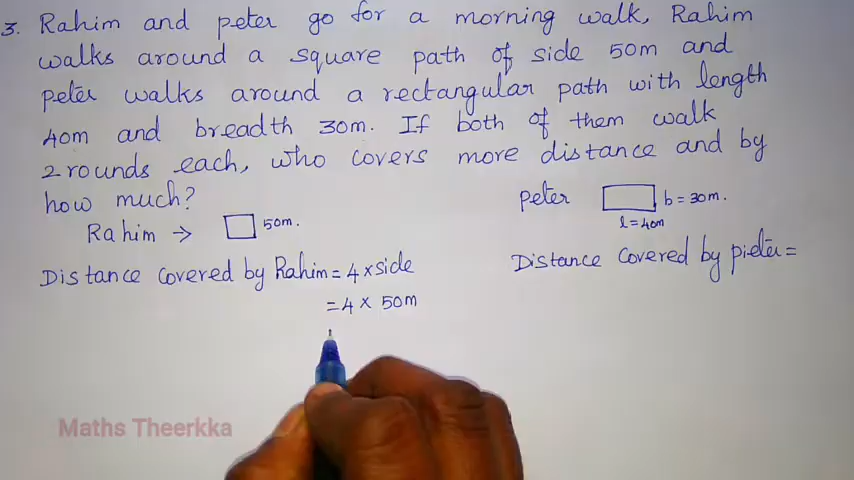 3. Rahim and peter go for a morning walk, Rahim
walks around a square path of side 50m and
peter walks around a rectangular path with length
40m and breadth 30m. If both of them walk
2 rounds each, who covers more distance and by
how much?
Rahim → 50m.
Distance covered by Rahim = 4 × side
= 4 × 50m
peter b = 30m.
l = 40m
Distance covered by pieter =
Maths Theerkka